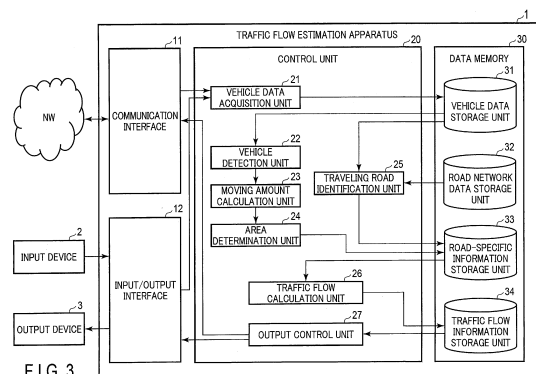 1
TRAFFIC FLOW ESTIMATION APPARATUS
11
20
30
CONTROL UNIT
DATA MEMORY
21
31
VEHICLE DATA
ACQUISITION UNIT
VEHICLE DATA
STORAGE UNIT
NW
COMMUNICATION
INTERFACE
22
VEHICLE
DETECTION UNIT
23
MOVING AMOUNT
CALCULATION UNIT
24
AREA
DETERMINATION UNIT
25
TRAVELING ROAD
IDENTIFICATION UNIT
32
ROAD NETWORK
DATA STORAGE
UNIT
12
33
ROAD-SPECIFIC
INFORMATION
STORAGE UNIT
2
INPUT DEVICE
INPUT/OUTPUT
INTERFACE
26
TRAFFIC FLOW
CALCULATION UNIT
34
TRAFFIC FLOW
INFORMATION
STORAGE UNIT
3
OUTPUT DEVICE
27
OUTPUT CONTROL UNIT
FIG. 3